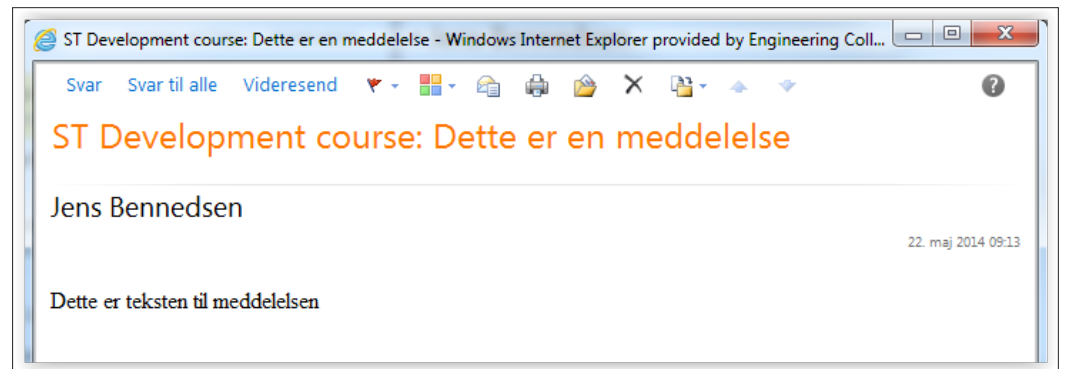 ST Development course: Dette er en meddelelse - Windows Internet Explorer provided by Engineering Coll...
Svar Svar til alle Videresend
ST Development course: Dette er en meddelelse
Jens Bennedsen
22. maj 2014 09:13
Dette er teksten til meddelelsen